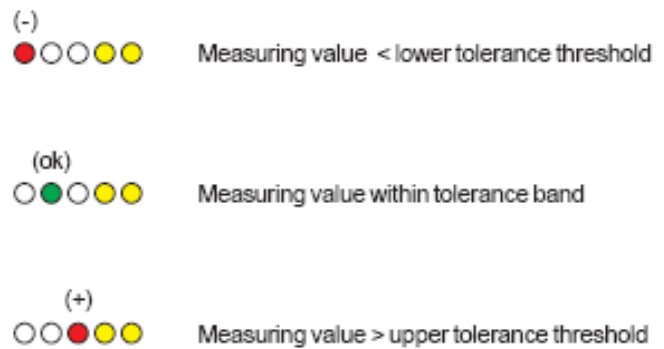 (-)
Measuring value < lower tolerance threshold
(ok)
Measuring value within tolerance band
(+)
Measuring value > upper tolerance threshold